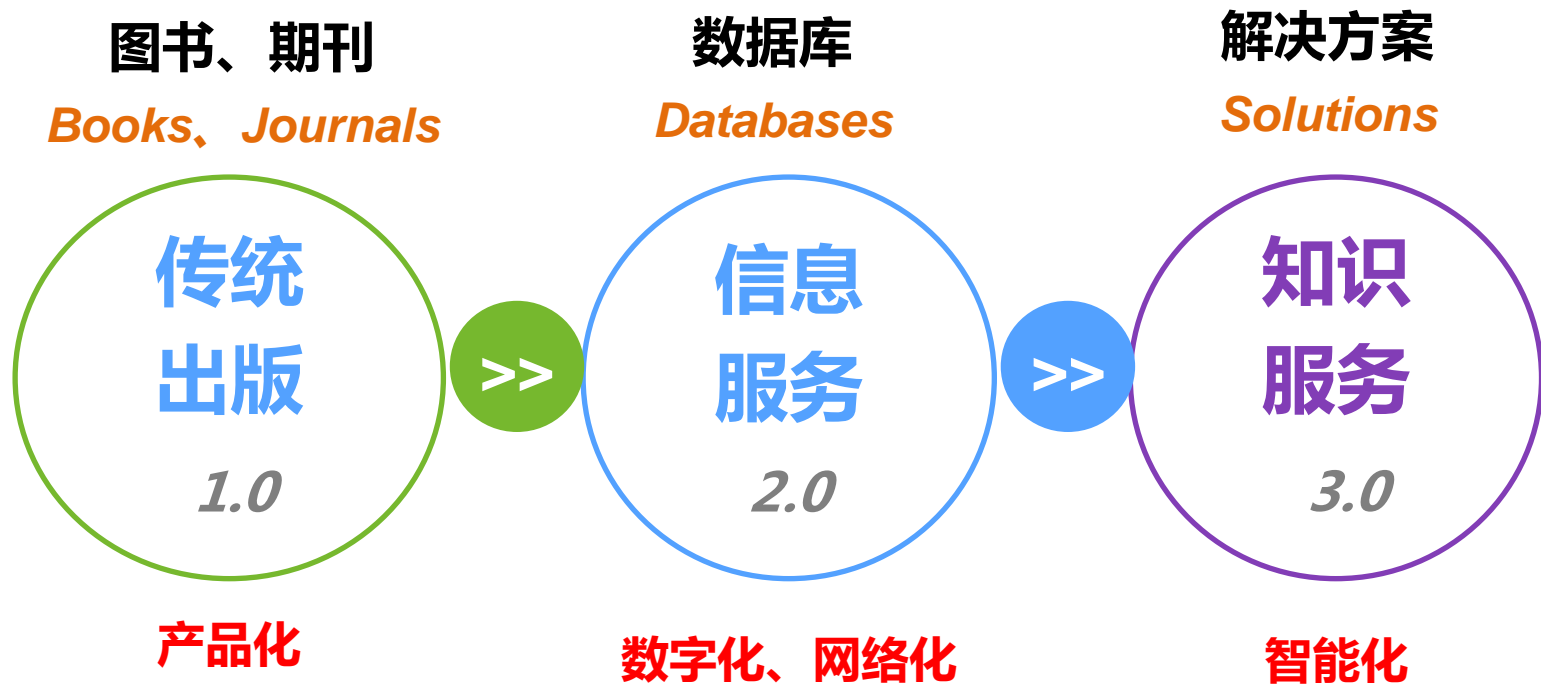 图书、期刊
Books、Journals
传统
出版
1.0
产品化
>>
数据库
Databases
信息
服务
2.0
数字化、网络化
>>
解决方案
Solutions
知识
服务
3.0
智能化